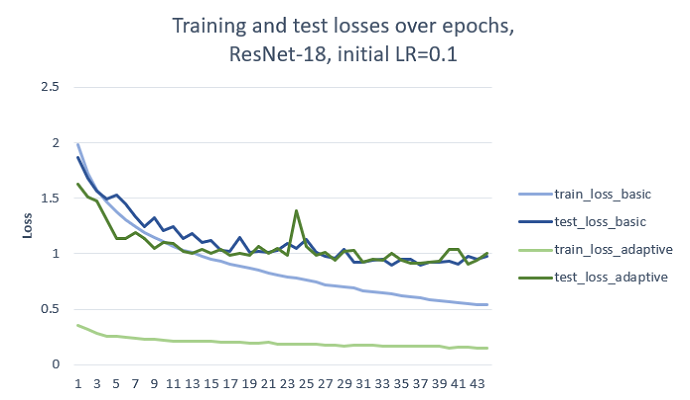 Training and test losses over epochs,
ResNet-18, initial LR=0.1
2.5
2
1.5
1
0.5
0
Loss
1 3 5 7 9 11 13 15 17 19 21 23 25 27 29 31 33 35 37 39 41 43
train_loss_basic
test_loss_basic
train_loss_adaptive
test_loss_adaptive